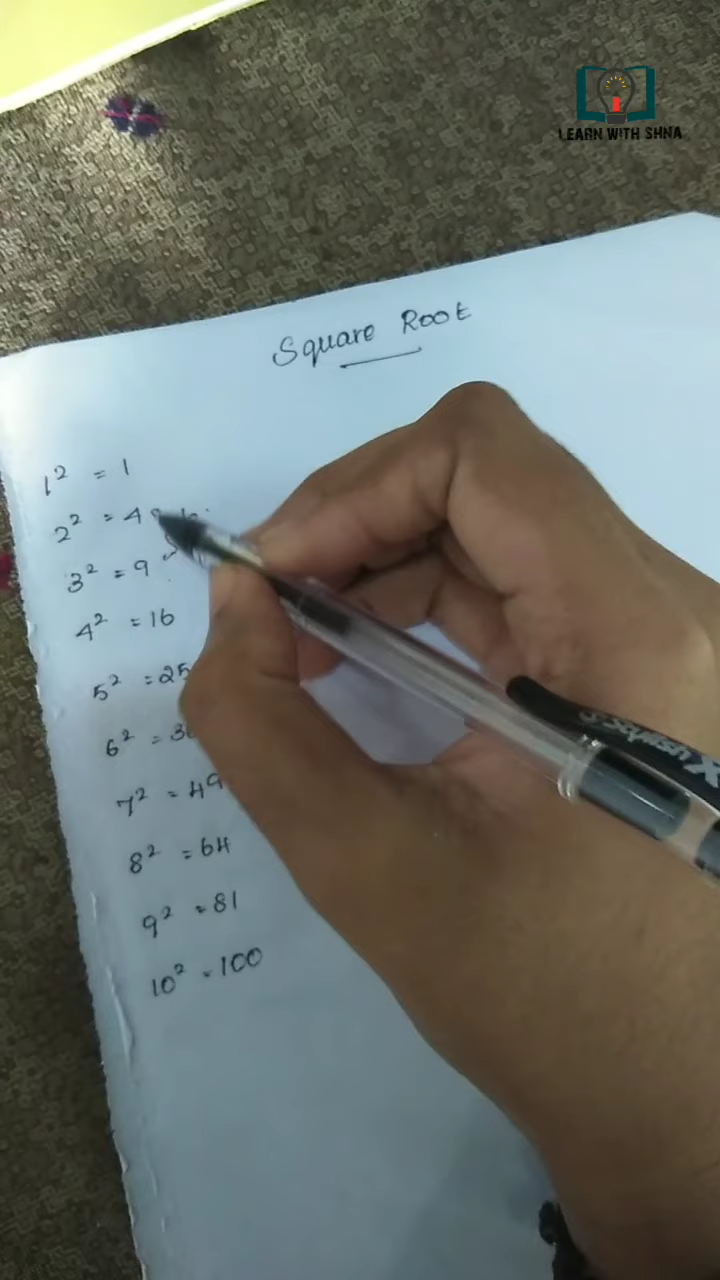 LEARN WITH SHNA
Square Root
1² = 1
2² = 4
3² = 9
4² = 16
5² = 25
6² = 36
7² = 49
8² = 64
9² = 81
10² = 100